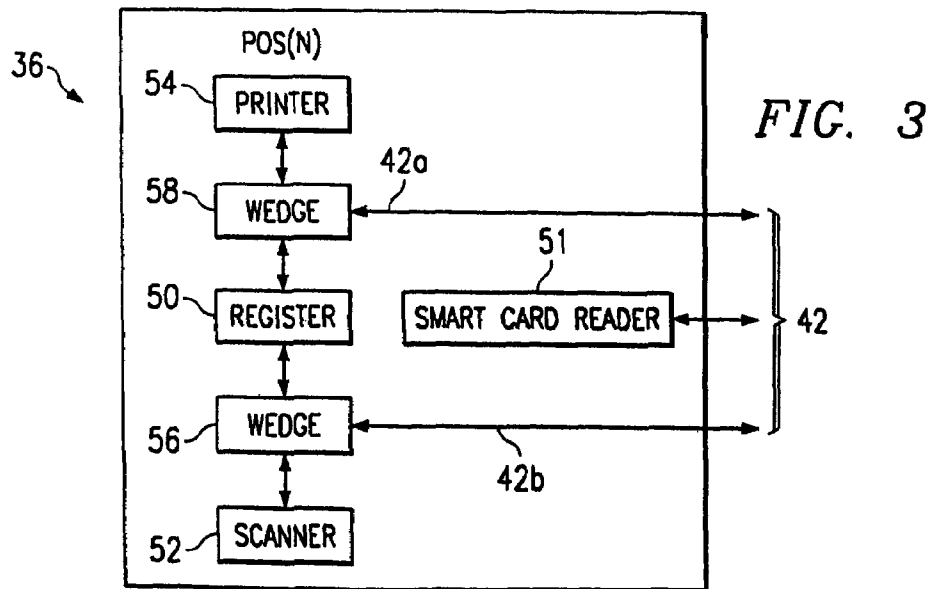 POS(N)
36
54
PRINTER
FIG. 3
42a
58
WEDGE
51
50
REGISTER
SMART CARD READER
42
56
WEDGE
42b
52
SCANNER